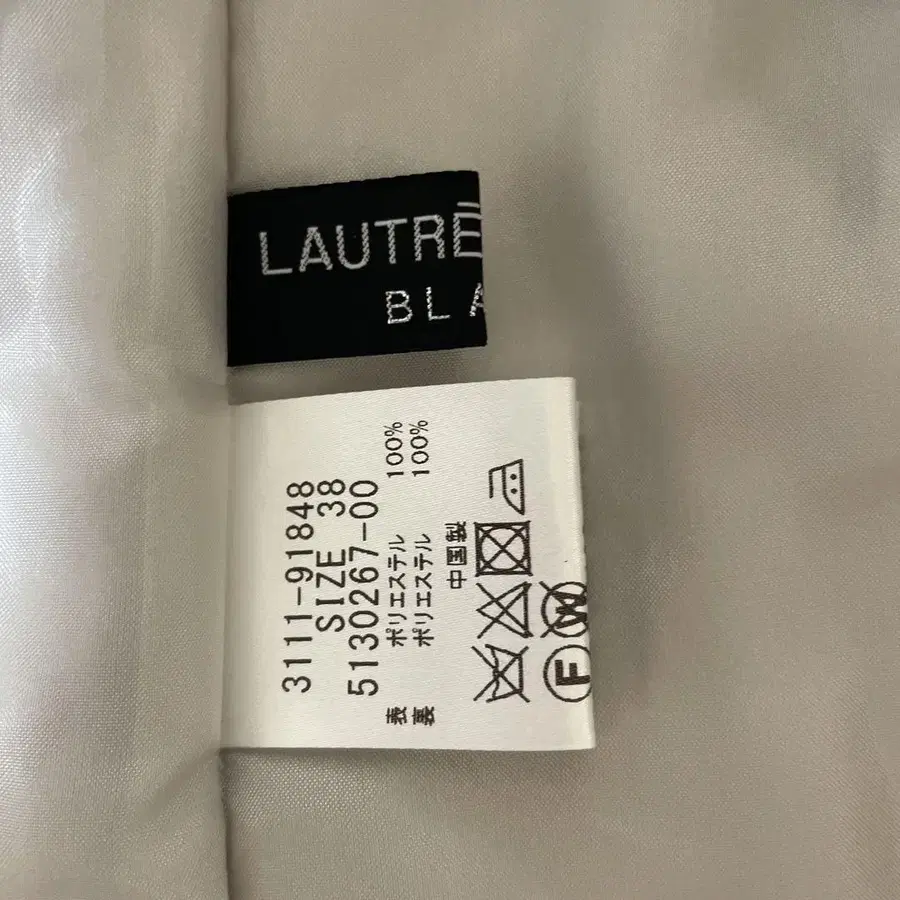 LAUTRÉ
BLA
3111-91848
SIZE 38
5130267-00
表 ポリエステル 100%
裏 ポリエステル 100%
中国製
F
W